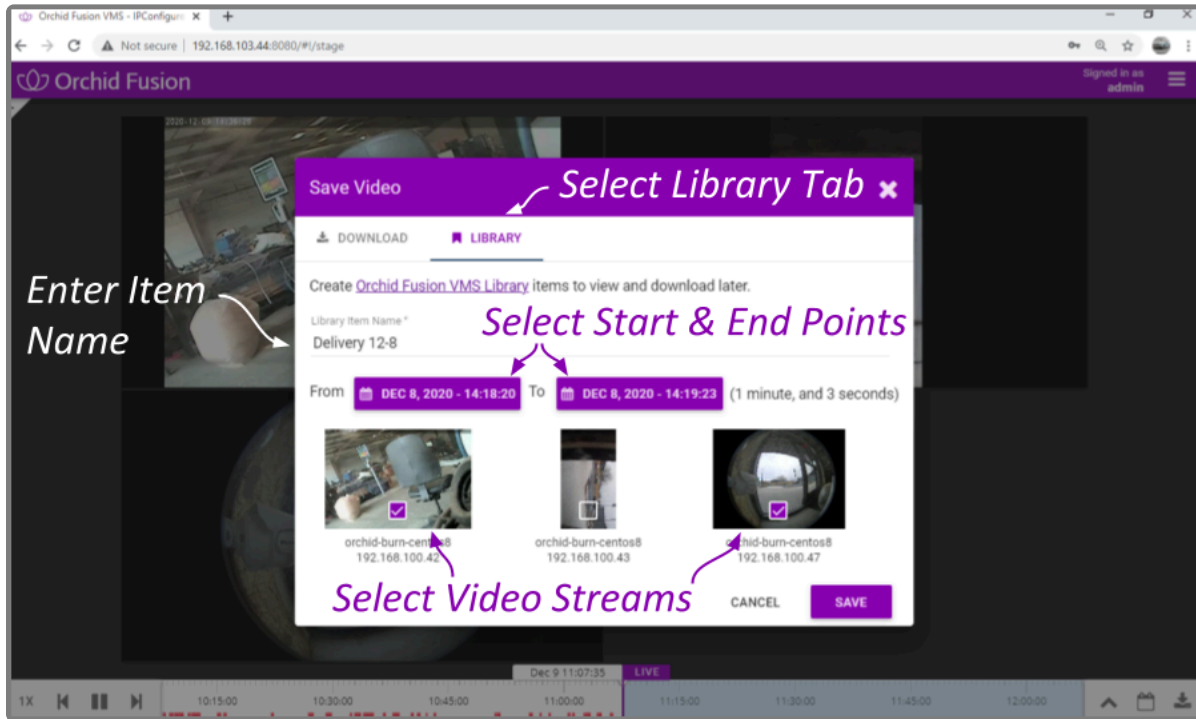 Orchid Fusion VMS - IPConfigure
Not secure | 192.168.103.44:8080/#!/stage
Orchid Fusion
Signed in as
admin
Save Video
Select Library Tab
DOWNLOAD
LIBRARY
Create Orchid Fusion VMS Library items to view and download later.
Enter Item
Name
Library Item Name *
Select Start & End Points
Delivery 12-8
From DEC 8, 2020 - 14:18:20 To DEC 8, 2020 - 14:19:23 (1 minute, and 3 seconds)
orchid-burn-centos8
192.168.100.42
orchid-burn-centos8
192.168.100.43
orchid-burn-centos8
192.168.100.47
Select Video Streams
CANCEL
SAVE
Dec 9 11:07:35
LIVE
1X
10:15:00
10:30:00
10:45:00
11:00:00
11:15:00
11:30:00
11:45:00
12:00:00